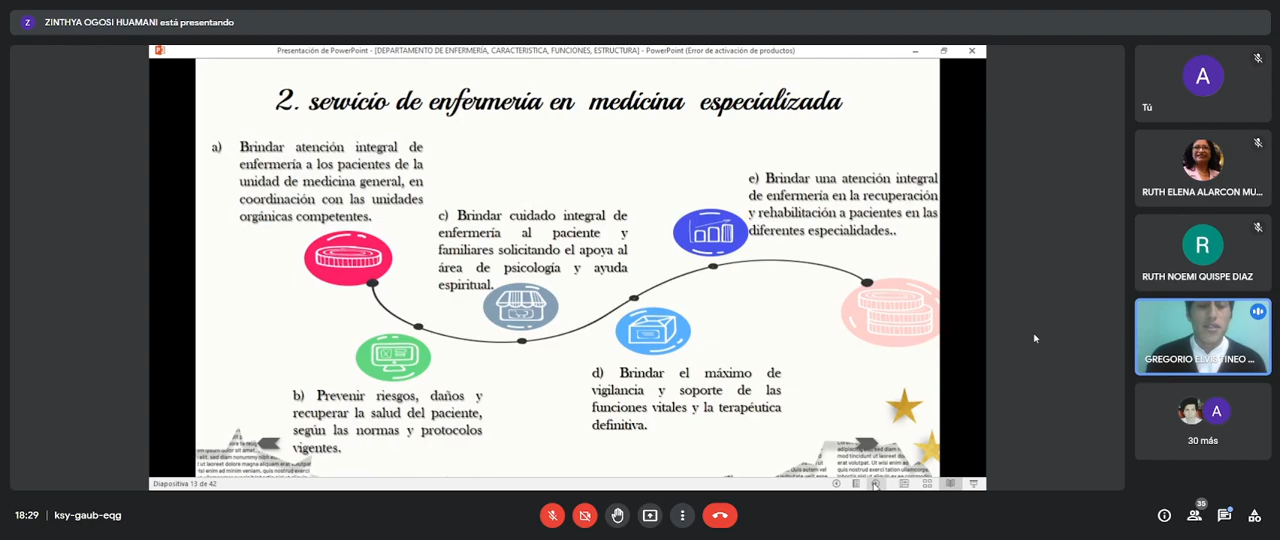 Z ZINTHYA OGOSI HUAMANI está presentando
Presentación de PowerPoint - [DEPARTAMENTO DE ENFERMERÍA, CARACTERISTICA, FUNCIONES, ESTRUCTURA] - PowerPoint (Error de activación de productos)
2. servicio de enfermería en medicina especializada
a) Brindar atención integral de
enfermería a los pacientes de la
unidad de medicina general, en
coordinación con las unidades
orgánicas competentes.
c) Brindar cuidado integral de
enfermería al paciente y
familiares solicitando el apoya al
área de psicología y ayuda
espiritual.
e) Brindar una atención integral
de enfermería en la recuperación
y rehabilitación a pacientes en las
diferentes especialidades..
b) Prevenir riesgos, daños y
recuperar la salud del paciente,
según las normas y protocolos
vigentes.
d) Brindar el máximo de
vigilancia y soporte de las
funciones vitales y la terapéutica
definitiva.
Diapositiva 13 de 42
A
Tú
RUTH ELENA ALARCON MU...
R
RUTH NOEMI QUISPE DIAZ
GREGORIO ELVIS TINEO ...
A
30 más
18:29 | ksy-gaub-eqg
35